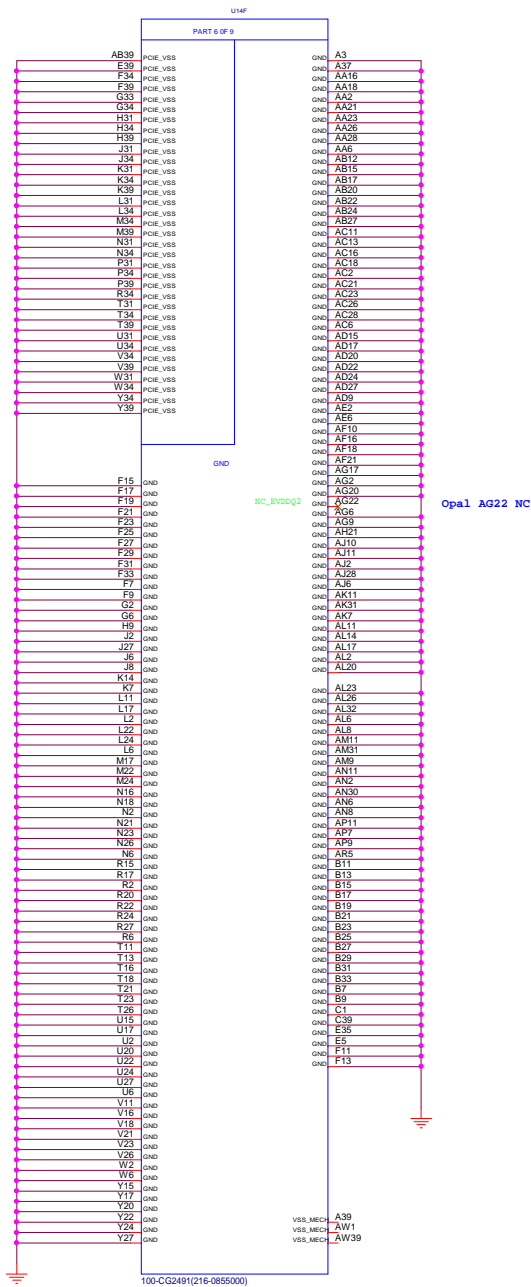 U14F
PART 6 0F 9
AB39 PCIE_VSS
E39 PCIE_VSS
F34 PCIE_VSS
F39 PCIE_VSS
G33 PCIE_VSS
G34 PCIE_VSS
H31 PCIE_VSS
H34 PCIE_VSS
H39 PCIE_VSS
J31 PCIE_VSS
J34 PCIE_VSS
K31 PCIE_VSS
K34 PCIE_VSS
K39 PCIE_VSS
L31 PCIE_VSS
L34 PCIE_VSS
M34 PCIE_VSS
M39 PCIE_VSS
N31 PCIE_VSS
N34 PCIE_VSS
P31 PCIE_VSS
P34 PCIE_VSS
P39 PCIE_VSS
R34 PCIE_VSS
T31 PCIE_VSS
T34 PCIE_VSS
T39 PCIE_VSS
U31 PCIE_VSS
U34 PCIE_VSS
V34 PCIE_VSS
V39 PCIE_VSS
W31 PCIE_VSS
W34 PCIE_VSS
Y34 PCIE_VSS
Y39 PCIE_VSS
GND
F15 GND
F17 GND
F19 GND
F21 GND
F23 GND
F25 GND
F27 GND
F29 GND
F31 GND
F33 GND
F7 GND
F9 GND
G2 GND
G6 GND
H9 GND
J2 GND
J27 GND
J6 GND
J8 GND
K14 GND
K7 GND
L11 GND
L17 GND
L2 GND
L22 GND
L24 GND
L6 GND
M17 GND
M22 GND
M24 GND
N16 GND
N18 GND
N2 GND
N21 GND
N23 GND
N26 GND
N6 GND
R15 GND
R17 GND
R2 GND
R20 GND
R22 GND
R24 GND
R27 GND
R6 GND
T11 GND
T13 GND
T16 GND
T18 GND
T21 GND
T23 GND
T26 GND
U15 GND
U17 GND
U2 GND
U20 GND
U22 GND
U24 GND
U27 GND
U6 GND
V11 GND
V16 GND
V18 GND
V21 GND
V23 GND
V26 GND
W2 GND
W6 GND
Y15 GND
Y17 GND
Y20 GND
Y22 GND
Y24 GND
Y27 GND
GND A3
GND A37
GND AA16
GND AA18
GND AA2
GND AA21
GND AA23
GND AA26
GND AA28
GND AA6
GND AB12
GND AB15
GND AB17
GND AB20
GND AB22
GND AB24
GND AB27
GND AC11
GND AC13
GND AC16
GND AC18
GND AC2
GND AC21
GND AC23
GND AC26
GND AC28
GND AC6
GND AD15
GND AD17
GND AD20
GND AD22
GND AD24
GND AD27
GND AD9
GND AE2
GND AE6
GND AF10
GND AF16
GND AF18
GND AF21
GND AG17
GND AG2
GND AG20
NC_EVDDQ2 GND AG22 Opal AG22 NC
GND AG6
GND AG9
GND AH21
GND AJ10
GND AJ11
GND AJ2
GND AJ28
GND AJ6
GND AK11
GND AK31
GND AK7
GND AL11
GND AL14
GND AL17
GND AL2
GND AL20
GND AL23
GND AL26
GND AL32
GND AL6
GND AL8
GND AM11
GND AM31
GND AM9
GND AN11
GND AN2
GND AN30
GND AN6
GND AN8
GND AP11
GND AP7
GND AP9
GND AR5
GND B11
GND B13
GND B15
GND B17
GND B19
GND B21
GND B23
GND B25
GND B27
GND B29
GND B31
GND B33
GND B7
GND B9
GND C1
GND C39
GND E35
GND E5
GND F11
GND F13
VSS_MECH A39
VSS_MECH AW1
VSS_MECH AW39
100-CG2491(216-0855000)